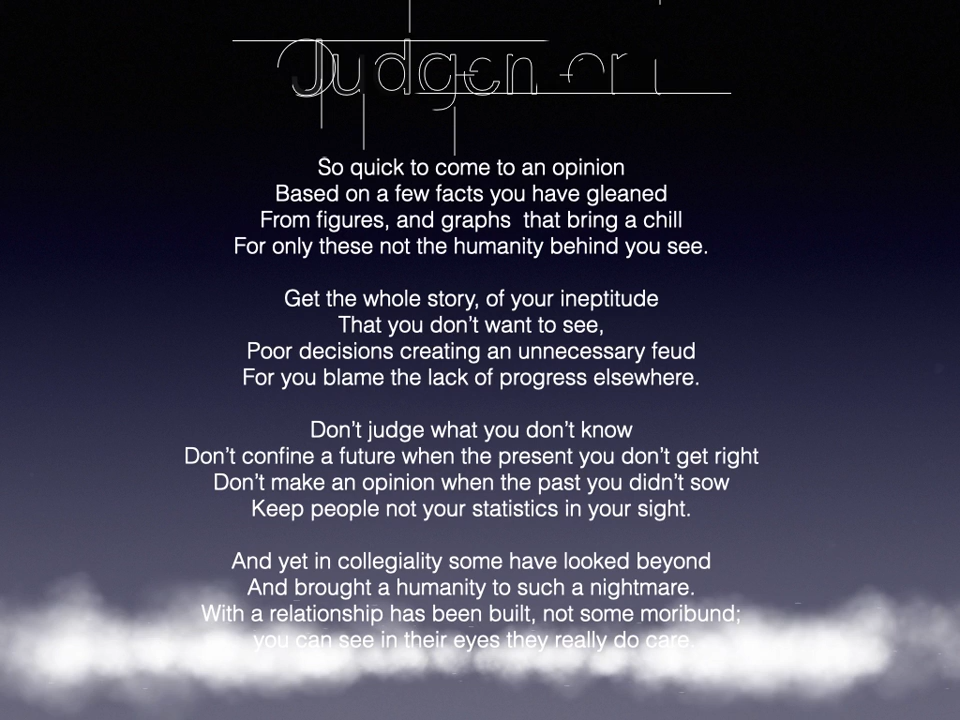 Judgen er
So quick to come to an opinion
Based on a few facts you have gleaned
From figures, and graphs  that bring a chill
For only these not the humanity behind you see.

Get the whole story, of your ineptitude
That you don’t want to see,
Poor decisions creating an unnecessary feud
For you blame the lack of progress elsewhere.

Don’t judge what you don’t know
Don’t confine a future when the present you don’t get right
Don’t make an opinion when the past you didn’t sow
Keep people not your statistics in your sight.

And yet in collegiality some have looked beyond
And brought a humanity to such a nightmare.
With a relationship has been built, not some moribund;
you can see in their eyes they really do care.